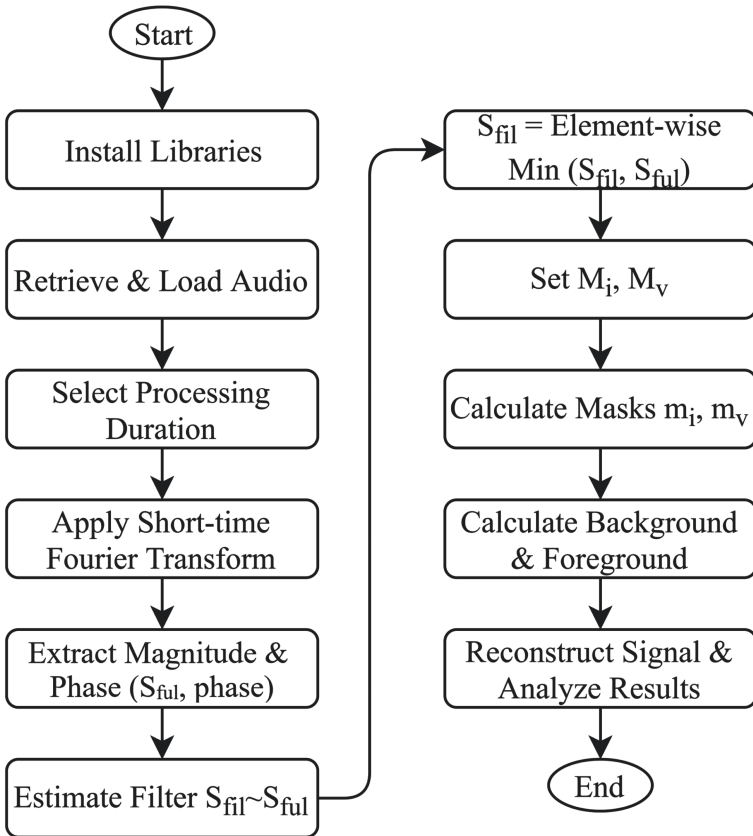 Start
Install Libraries
Retrieve & Load Audio
Select Processing
Duration
Apply Short-time
Fourier Transform
Extract Magnitude &
Phase (Sful, phase)
Estimate Filter Sfil~Sful
Sfil = Element-wise
Min (Sfil, Sful)
Set Mi, Mv
Calculate Masks mi, mv
Calculate Background
& Foreground
Reconstruct Signal &
Analyze Results
End